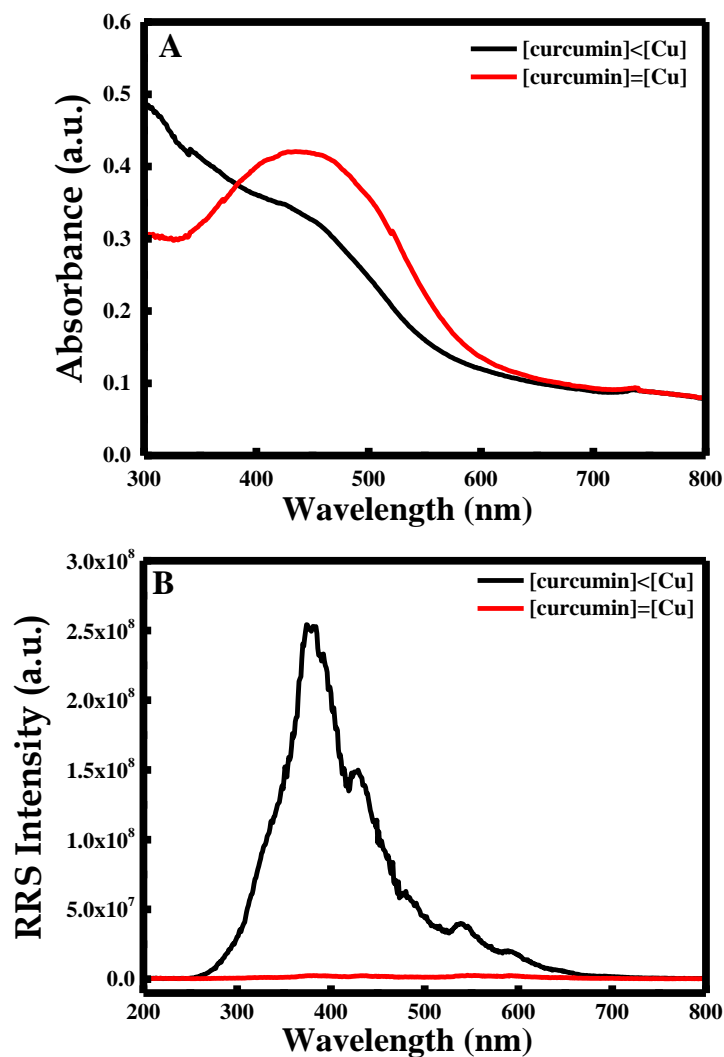 A
[curcumin]<[Cu]
[curcumin]=[Cu]
0.6
0.5
0.4
0.3
0.2
0.1
0.0
Absorbance (a.u.)
300 400 500 600 700 800
Wavelength (nm)
B
[curcumin]<[Cu]
[curcumin]=[Cu]
3.0x10⁸
2.5x10⁸
2.0x10⁸
1.5x10⁸
1.0x10⁸
5.0x10⁷
0.0
RRS Intensity (a.u.)
200 300 400 500 600 700 800
Wavelength (nm)